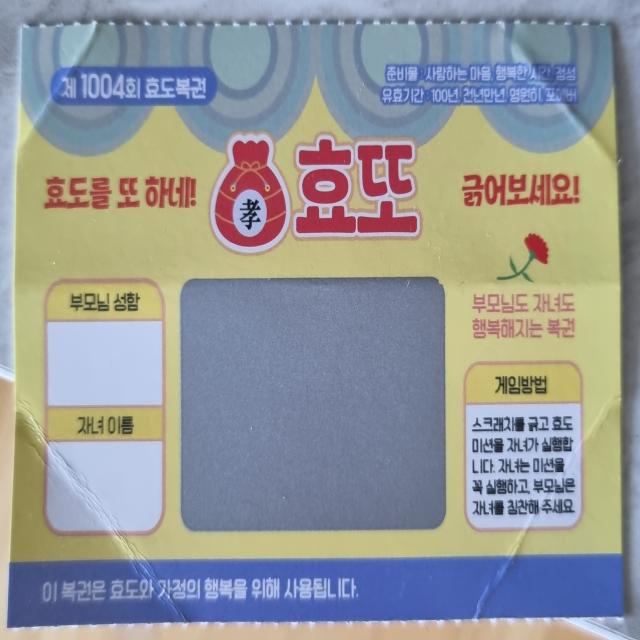 제 1004회 효도복권
준비물 : 사랑하는 마음, 행복한 시간, 정성
유효기간 : 100년, 천년만년, 영원히, 포에버
효도를 또 하네!
孝
효또
긁어보세요!
부모님도 자녀도
행복해지는 복권
부모님 성함
자녀 이름
게임방법
스크래치를 긁고 효도
미션을 자녀가 실행합
니다. 자녀는 미션을
꼭 실행하고, 부모님은
자녀를 칭찬해 주세요.
이 복권은 효도와 가정의 행복을 위해 사용됩니다.